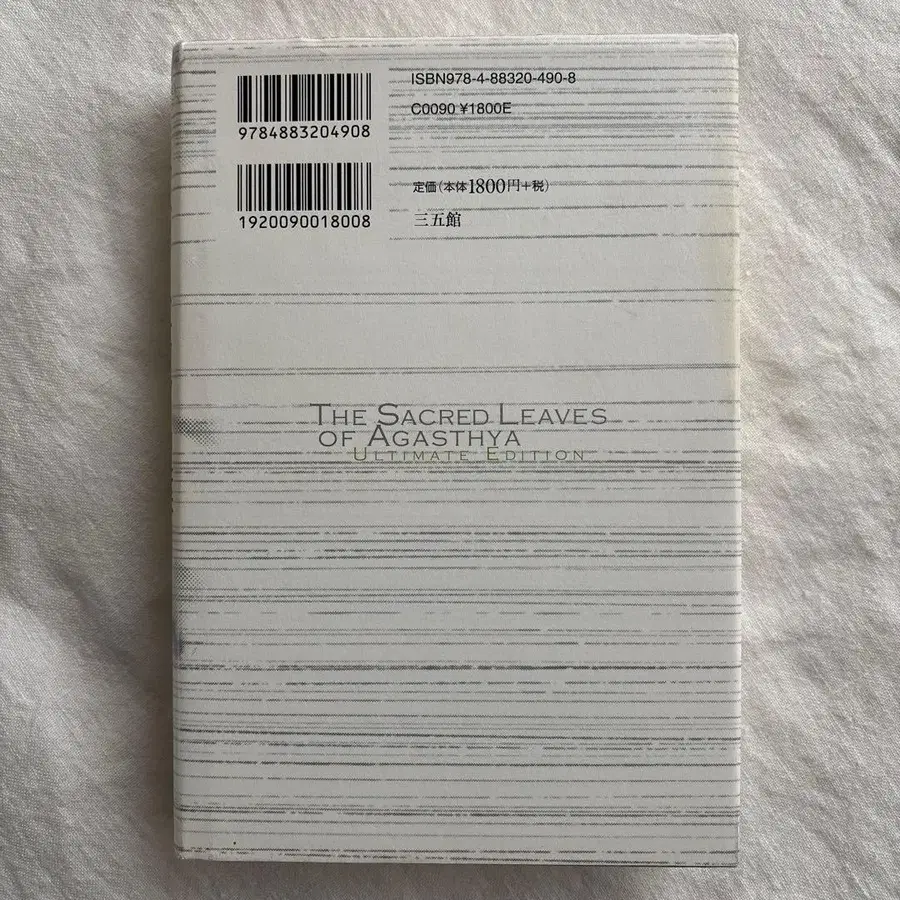 ISBN978-4-88320-490-8
C0090 ¥1800E
9784883204908
定価(本体1800円+税)
1920090018008
三五館
THE SACRED LEAVES
OF AGASTHYA
ULTIMATE EDITION